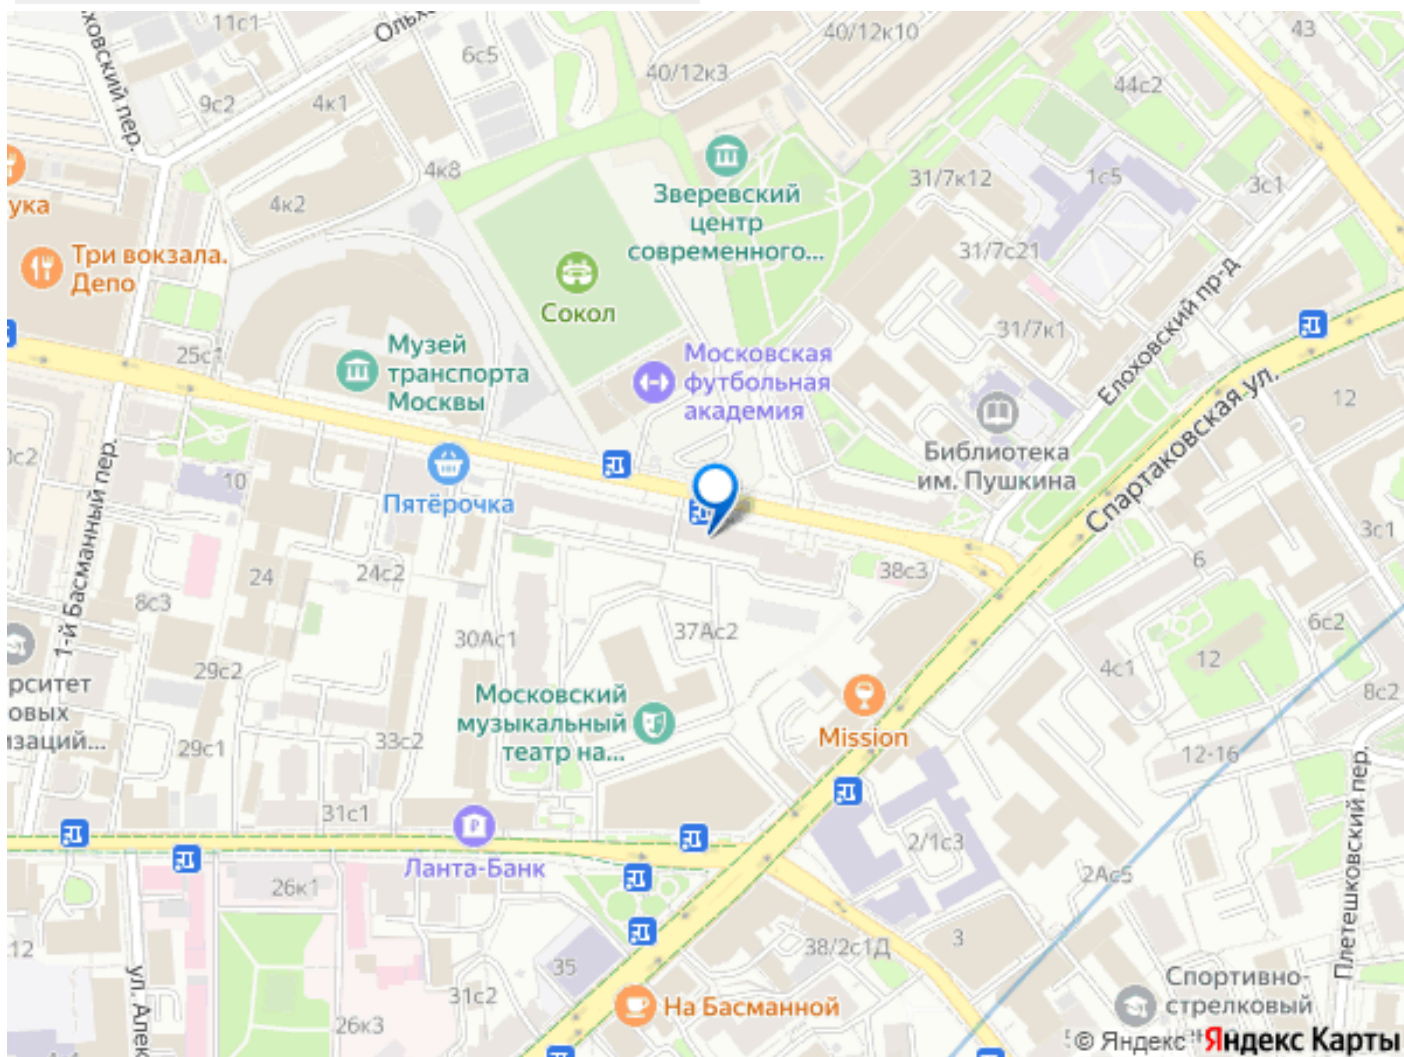 11с1
Ольх
40/12к10
43
6с5
40/12к3
44с2
ховский пер.
9с2
4к1
4к8
Зверевский
центр
современного...
31/7к12
1с5
3с1
ука
4к2
31/7с21
Три вокзала.
Депо
Сокол
Елоховский пр-д
31/7к1
25с1
Музей
транспорта
Москвы
Московская
футбольная
академия
Спартаковская ул.
12
Библиотека
им. Пушкина
0с2
10
Пятёрочка
3с1
1-й Басманный пер.
24
24с2
38с3
6
8с3
30Ас1
37Ас2
6с2
12
4с1
29с2
рситет
овых
изаций...
Московский
музыкальный
театр на...
8с2
29с1
33с2
Mission
12-16
31с1
Плетешковский пер.
Ланта-Банк
2/1с3
2Ас5
26к1
12
38/2с1Д
3
ул. Алек
35
31с2
Спортивно-
стрелковый
26к3
На Басманной
© Яндекс
Яндекс Карты